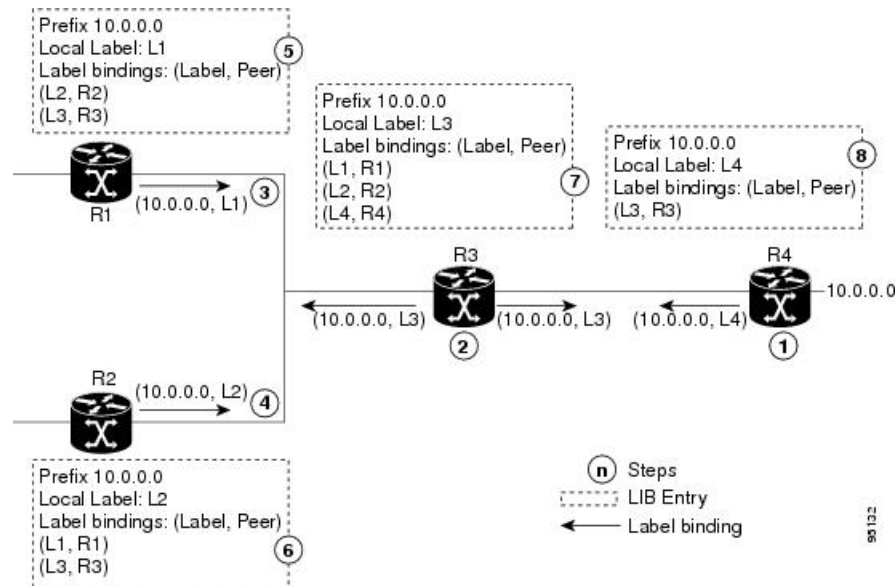 Prefix 10.0.0.0
Local Label: L1
Label bindings: (Label, Peer)
(L2, R2)
(L3, R3)
5
R1
(10.0.0.0, L1)
3
Prefix 10.0.0.0
Local Label: L3
Label bindings: (Label, Peer)
(L1, R1)
(L2, R2)
(L4, R4)
7
Prefix 10.0.0.0
Local Label: L4
Label bindings: (Label, Peer)
(L3, R3)
8
R3
R4
10.0.0.0
(10.0.0.0, L3)
(10.0.0.0, L3)
(10.0.0.0, L4)
2
1
R2
(10.0.0.0, L2)
4
Prefix 10.0.0.0
Local Label: L2
Label bindings: (Label, Peer)
(L1, R1)
(L3, R3)
6
n Steps
LIB Entry
Label binding
95132